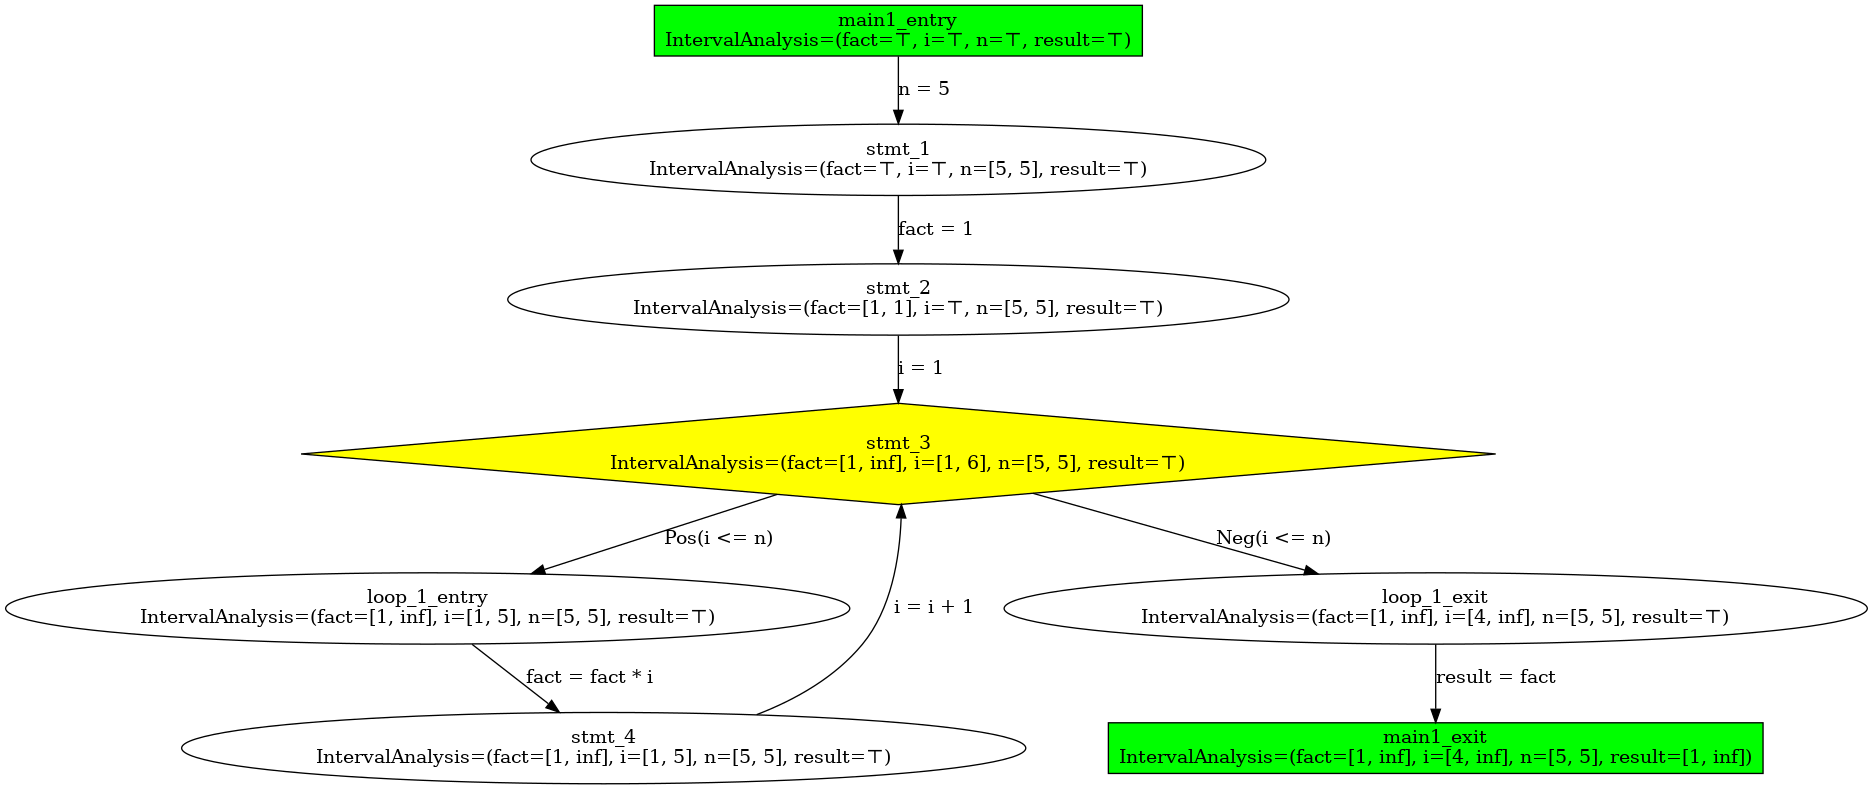 main1_entry
IntervalAnalysis=(fact=⊤, i=⊤, n=⊤, result=⊤)
n = 5
stmt_1
IntervalAnalysis=(fact=⊤, i=⊤, n=[5, 5], result=⊤)
fact = 1
stmt_2
IntervalAnalysis=(fact=[1, 1], i=⊤, n=[5, 5], result=⊤)
i = 1
stmt_3
IntervalAnalysis=(fact=[1, inf], i=[1, 6], n=[5, 5], result=⊤)
Pos(i <= n)
Neg(i <= n)
loop_1_entry
IntervalAnalysis=(fact=[1, inf], i=[1, 5], n=[5, 5], result=⊤)
i = i + 1
loop_1_exit
IntervalAnalysis=(fact=[1, inf], i=[4, inf], n=[5, 5], result=⊤)
fact = fact * i
result = fact
stmt_4
IntervalAnalysis=(fact=[1, inf], i=[1, 5], n=[5, 5], result=⊤)
main1_exit
IntervalAnalysis=(fact=[1, inf], i=[4, inf], n=[5, 5], result=[1, inf])